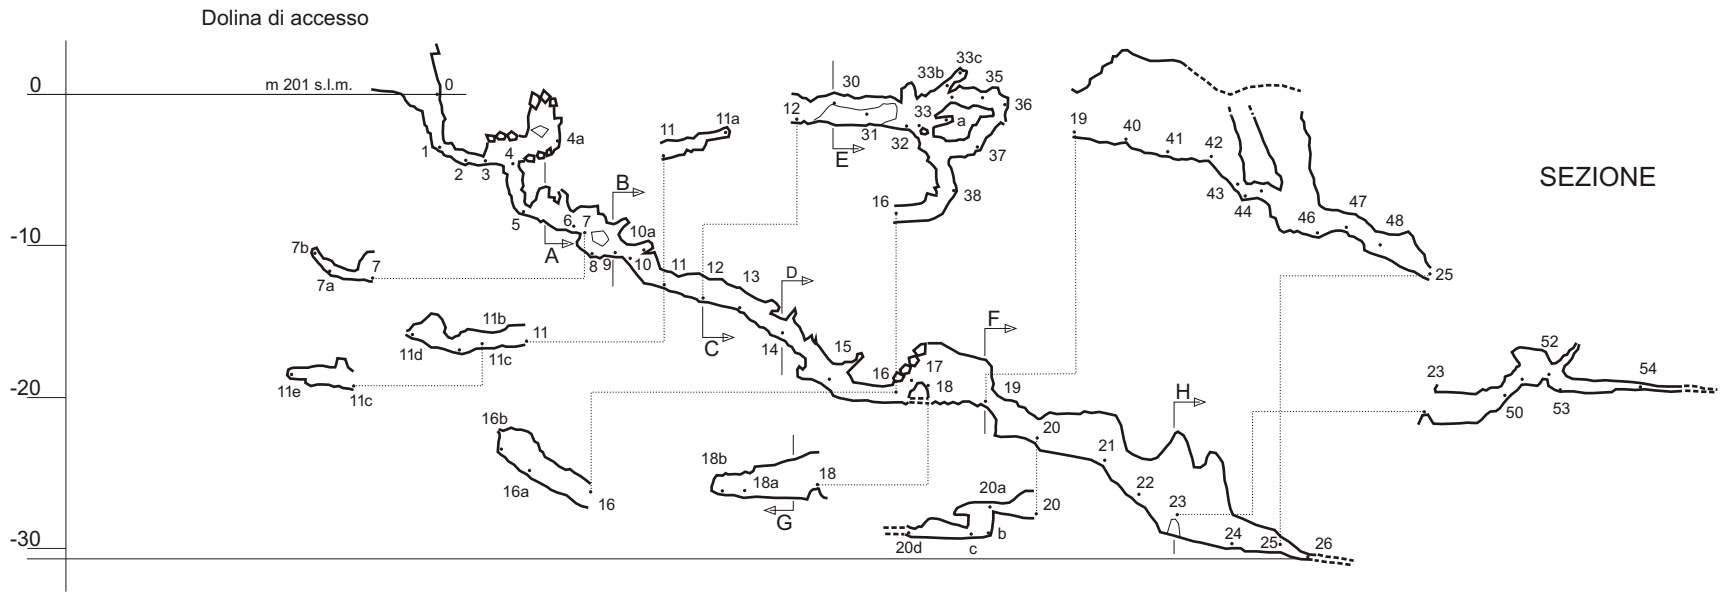 Dolina di accesso
0
m 201 s.l.m.
0
1
2
3
4
4a
5
6
7
8
9
10
10a
A
B
11
11a
12
30
31
32
33
33b
33c
35
36
a
37
38
16
E
19
40
41
42
43
44
46
47
48
25
SEZIONE
-10
7b
7a
7
11
12
13
D
C
14
15
16
17
18
F
19
11b
11
11d
11c
11e
11c
-20
16b
16a
16
18b
18a
18
G
20a
20
20d
c
b
20
21
22
23
H
24
25
26
23
52
54
50
53
-30